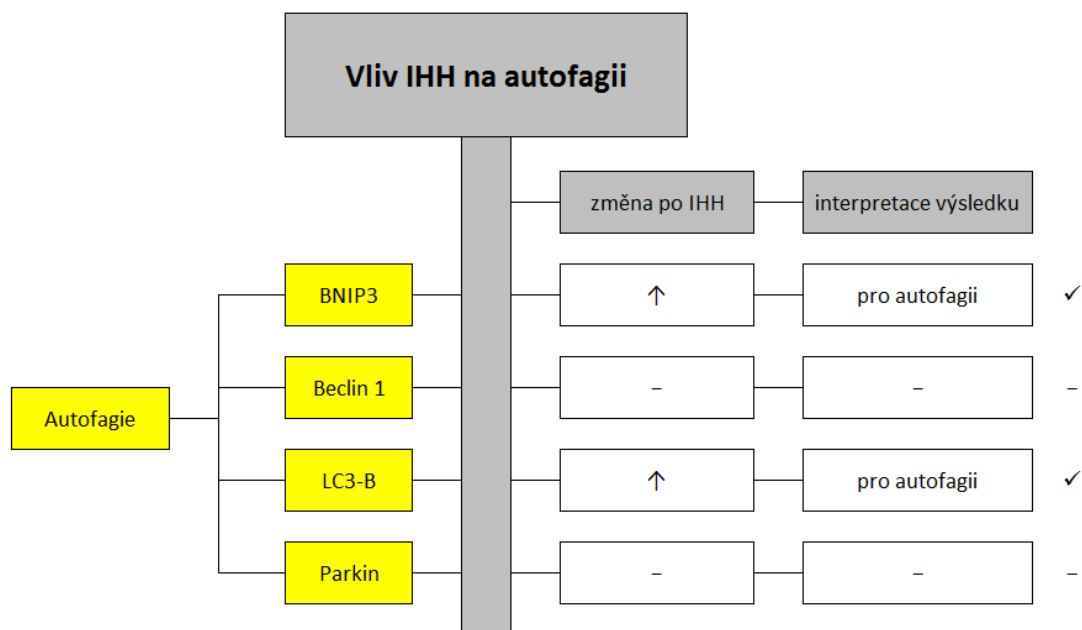 Vliv IHH na autofagii
změna po IHH interpretace výsledku
BNIP3 ↑ pro autofagii ✓
Beclin 1 – – –
Autofagie
LC3-B ↑ pro autofagii ✓
Parkin – – –